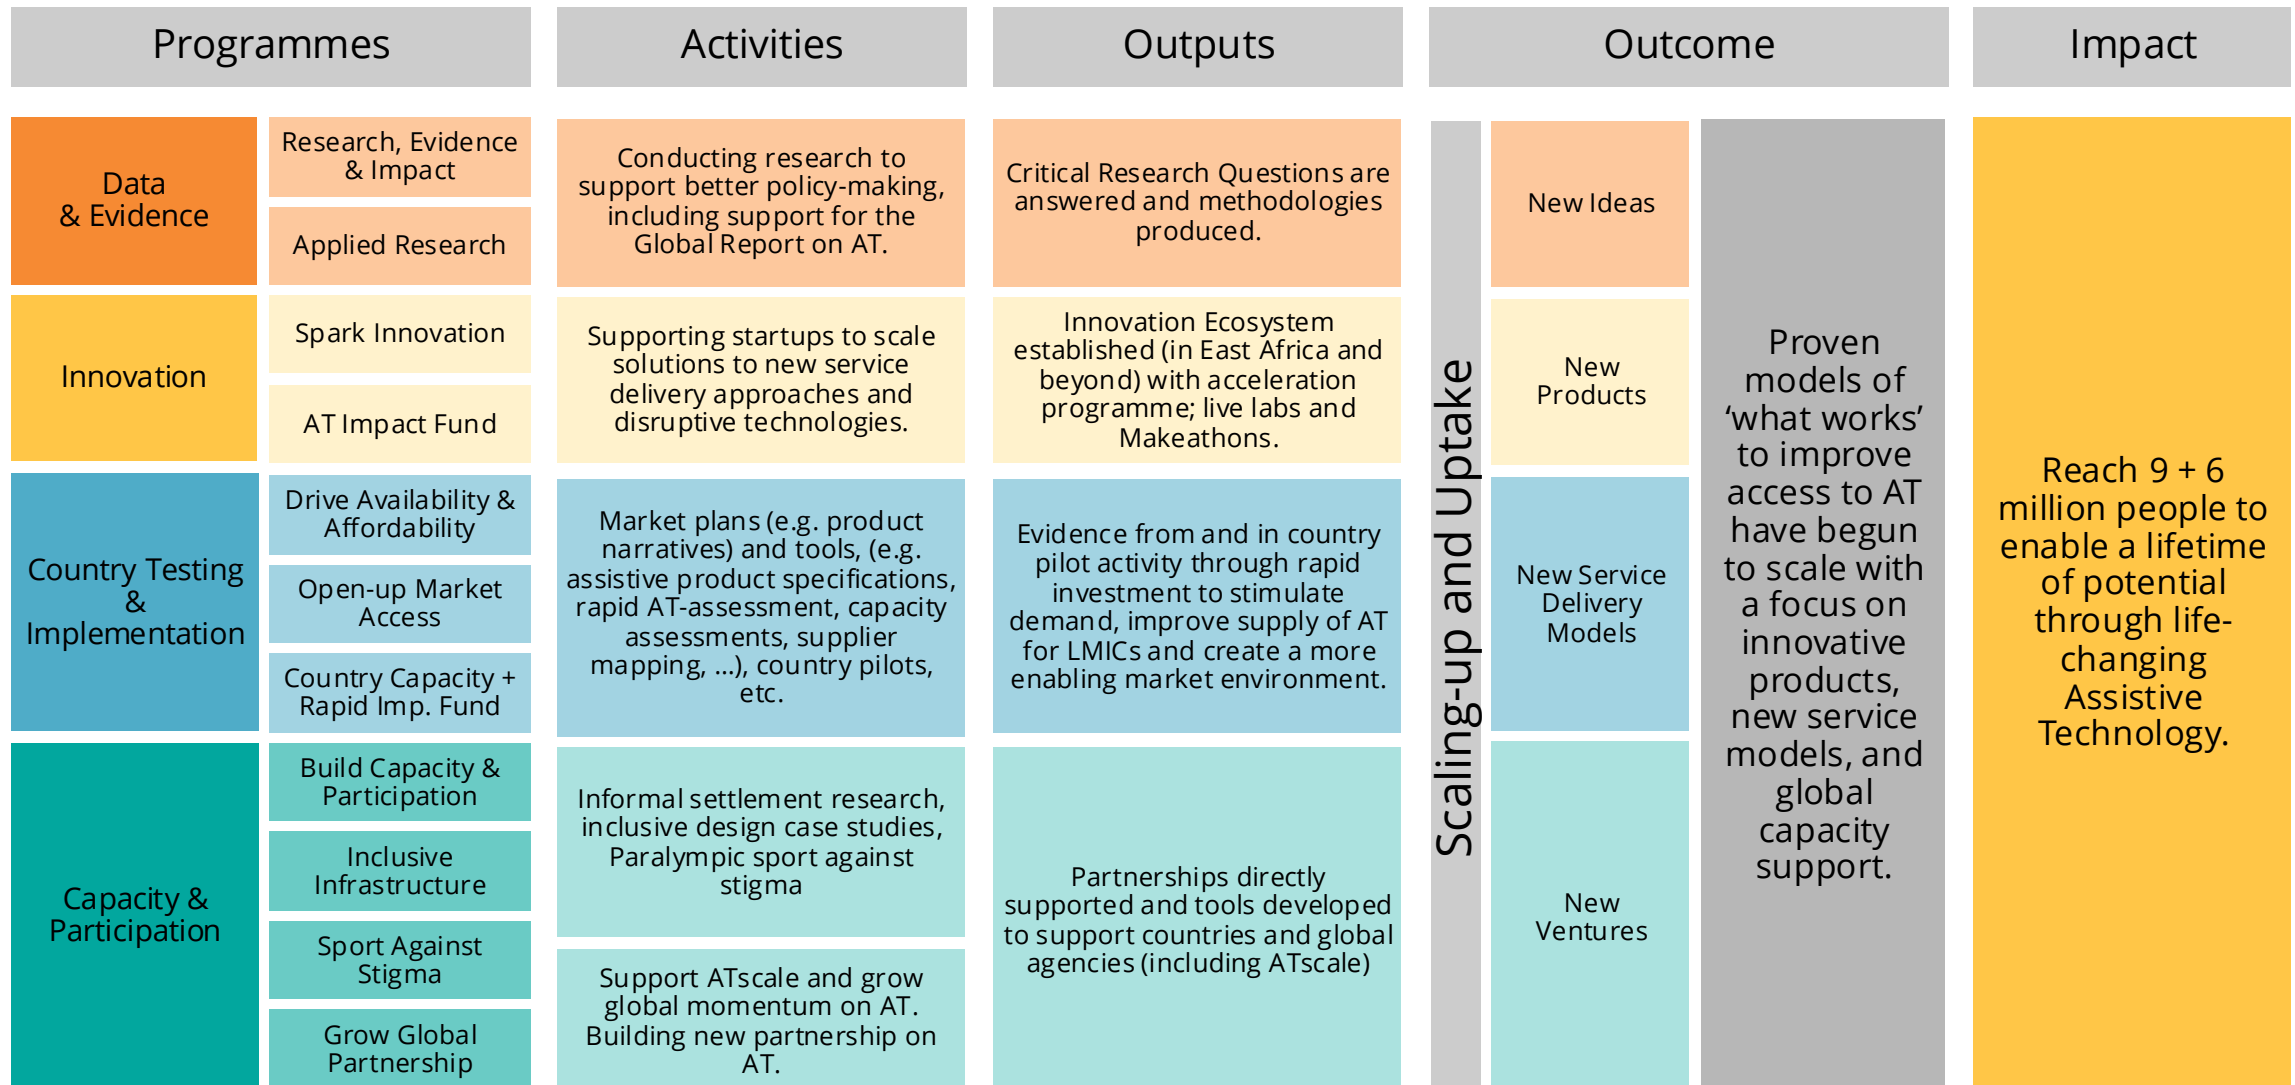 Programmes
Activities
Outputs
Outcome
Impact
Data
& Evidence
Research, Evidence
& Impact
Applied Research
Conducting research to
support better policy-making,
including support for the
Global Report on AT.
Critical Research Questions are
answered and methodologies
produced.
New Ideas
Innovation
Spark Innovation
AT Impact Fund
Supporting startups to scale
solutions to new service
delivery approaches and
disruptive technologies.
Innovation Ecosystem
established (in East Africa and
beyond) with acceleration
programme; live labs and
Makeathons.
New
Products
Country Testing
&
Implementation
Drive Availability &
Affordability
Open-up Market
Access
Country Capacity +
Rapid Imp. Fund
Market plans (e.g. product
narratives) and tools, (e.g.
assistive product specifications,
rapid AT-assessment, capacity
assessments, supplier
mapping, ...), country pilots,
etc.
Evidence from and in country
pilot activity through rapid
investment to stimulate
demand, improve supply of AT
for LMICs and create a more
enabling market environment.
New Service
Delivery
Models
Capacity &
Participation
Build Capacity &
Participation
Inclusive
Infrastructure
Sport Against
Stigma
Grow Global
Partnership
Informal settlement research,
inclusive design case studies,
Paralympic sport against
stigma
Support ATscale and grow
global momentum on AT.
Building new partnership on
AT.
Partnerships directly
supported and tools developed
to support countries and global
agencies (including ATscale)
New
Ventures
Scaling-up and Uptake
Proven
models of
‘what works’
to improve
access to AT
have begun
to scale with
a focus on
innovative
products,
new service
models, and
global
capacity
support.
Reach 9 + 6
million people to
enable a lifetime
of potential
through life-
changing
Assistive
Technology.